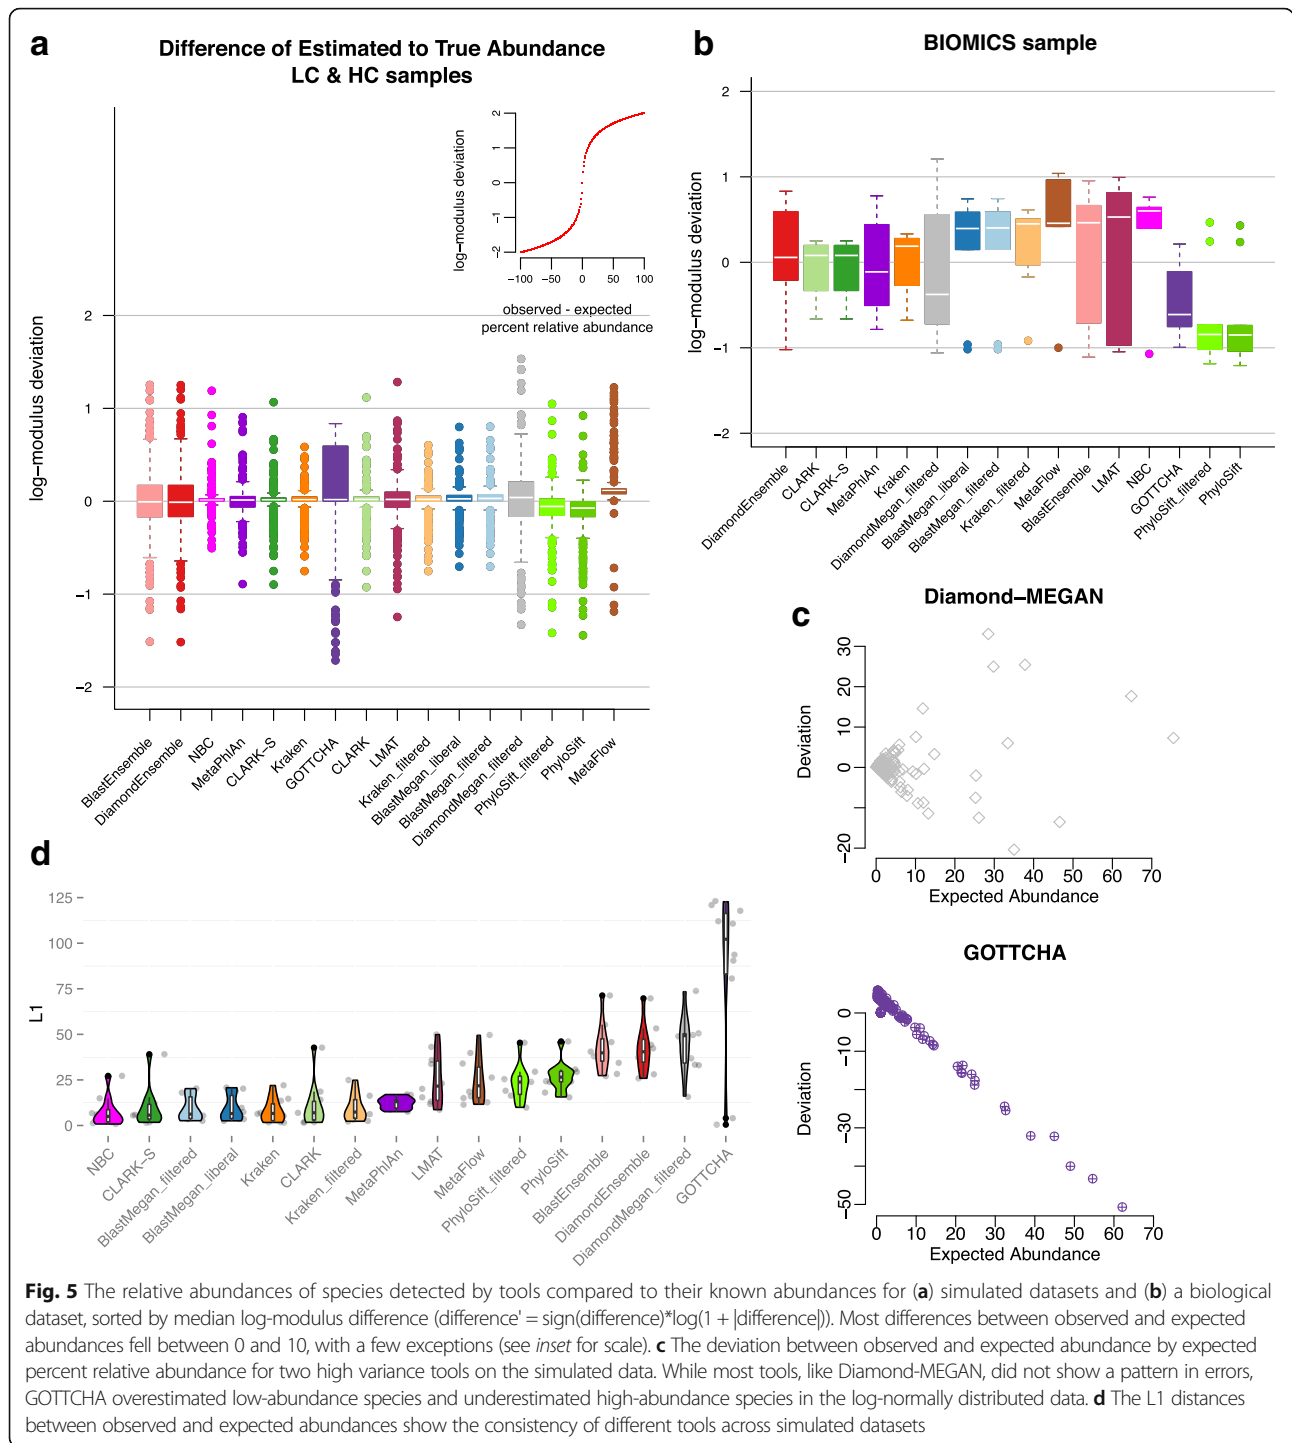 a
Difference of Estimated to True Abundance
LC & HC samples
log−modulus deviation
2
1
0
−1
−2
log−modulus deviation
2
1
0
−1
−2
−100 −50 0 50 100
observed - expected
percent relative abundance
BlastEnsemble
DiamondEnsemble
NBC
MetaPhlAn
CLARK−S
Kraken
GOTTCHA
CLARK
LMAT
Kraken_filtered
BlastMegan_liberal
BlastMegan_filtered
DiamondMegan_filtered
PhyloSift_filtered
PhyloSift
MetaFlow
b
BIOMICS sample
log−modulus deviation
2
1
0
−1
−2
DiamondEnsemble
CLARK
CLARK−S
MetaPhlAn
Kraken
DiamondMegan_filtered
BlastMegan_liberal
BlastMegan_filtered
Kraken_filtered
MetaFlow
BlastEnsemble
LMAT
NBC
GOTTCHA
PhyloSift_filtered
PhyloSift
c
Diamond−MEGAN
Deviation
30
20
10
0
−20
0 10 20 30 40 50 60 70
Expected Abundance
GOTTCHA
Deviation
0
−10
−30
−50
0 10 20 30 40 50 60 70
Expected Abundance
d
L1
125
100
75
50
25
0
NBC
CLARK−S
BlastMegan_filtered
BlastMegan_liberal
Kraken
CLARK
Kraken_filtered
MetaPhlAn
LMAT
MetaFlow
PhyloSift_filtered
PhyloSift
BlastEnsemble
DiamondEnsemble
DiamondMegan_filtered
GOTTCHA
Fig. 5 The relative abundances of species detected by tools compared to their known abundances for (a) simulated datasets and (b) a biological
dataset, sorted by median log-modulus difference (difference' = sign(difference)*log(1 + |difference|)). Most differences between observed and expected
abundances fell between 0 and 10, with a few exceptions (see inset for scale). c The deviation between observed and expected abundance by expected
percent relative abundance for two high variance tools on the simulated data. While most tools, like Diamond-MEGAN, did not show a pattern in errors,
GOTTCHA overestimated low-abundance species and underestimated high-abundance species in the log-normally distributed data. d The L1 distances
between observed and expected abundances show the consistency of different tools across simulated datasets